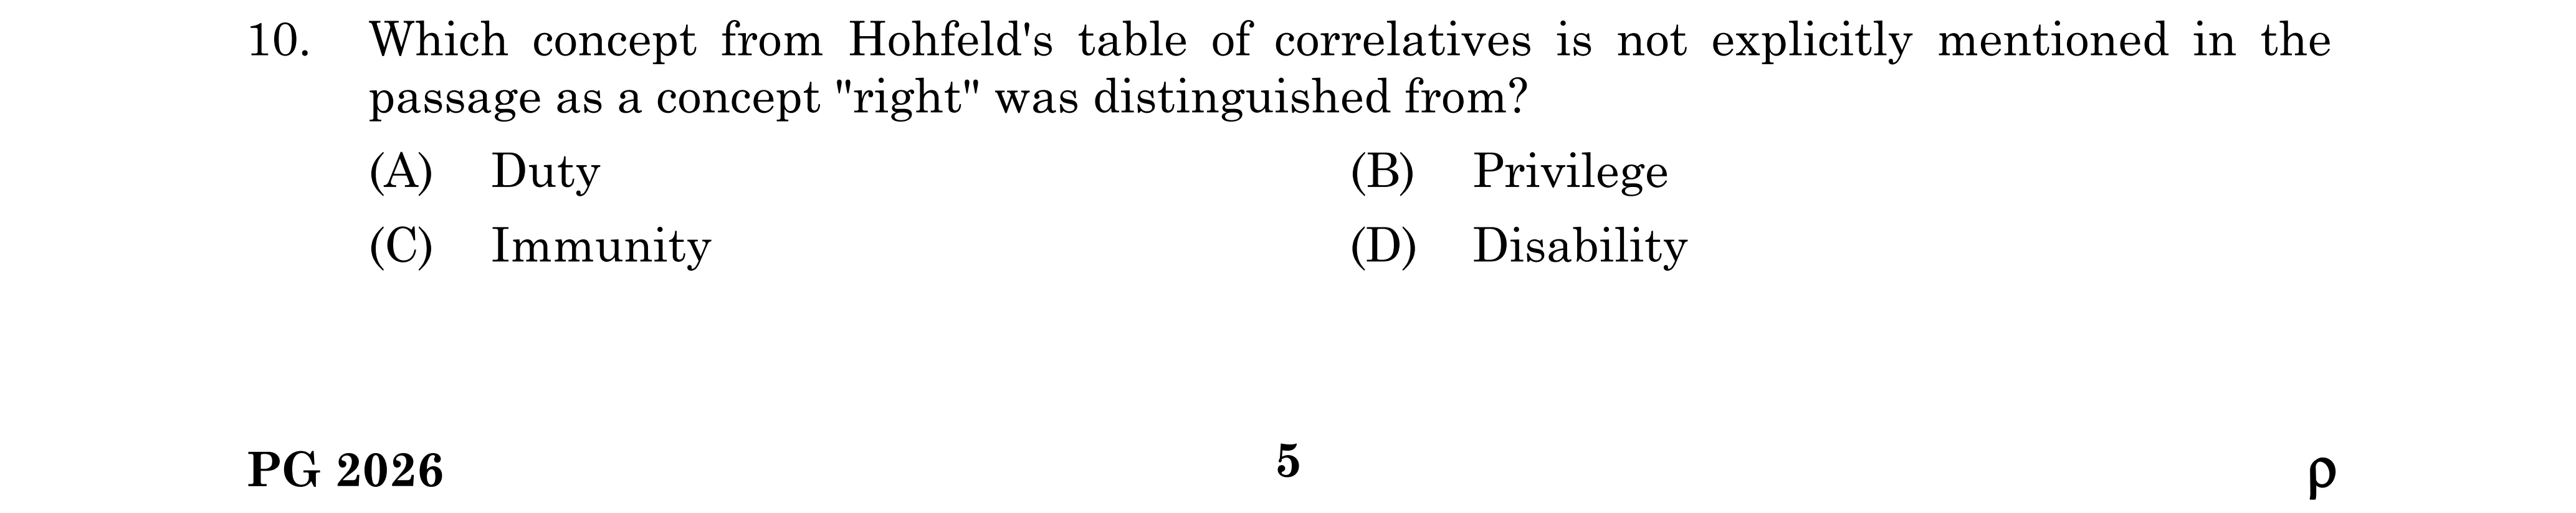 10. Which concept from Hohfeld's table of correlatives is not explicitly mentioned in the
passage as a concept "right" was distinguished from?
(A) Duty (B) Privilege
(C) Immunity (D) Disability
PG 2026 5 ρ